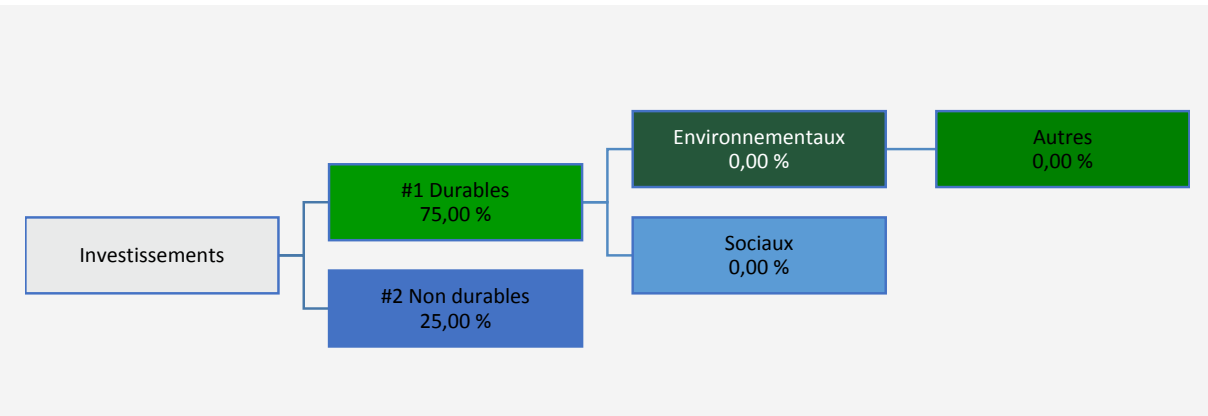 Investissements
#1 Durables
75,00 %
#2 Non durables
25,00 %
Environnementaux
0,00 %
Sociaux
0,00 %
Autres
0,00 %